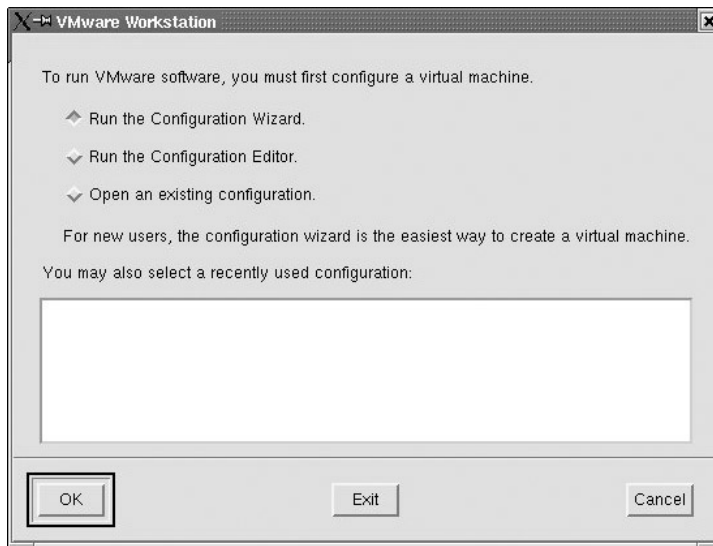 VMware Workstation
To run VMware software, you must first configure a virtual machine.
Run the Configuration Wizard.
Run the Configuration Editor.
Open an existing configuration.
For new users, the configuration wizard is the easiest way to create a virtual machine.
You may also select a recently used configuration:
OK
Exit
Cancel